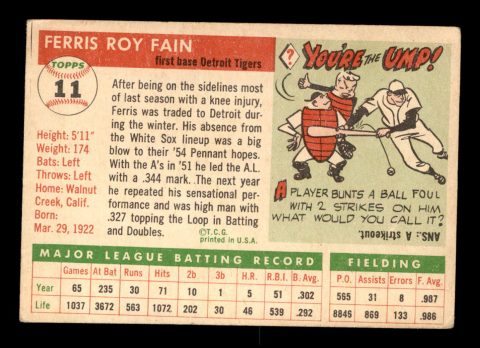 FERRIS ROY FAIN
first base Detroit Tigers
TOPPS
11
Height: 5'11"
Weight: 174
Bats: Left
Throws: Left
Home: Walnut
Creek, Calif.
Born:
Mar. 29, 1922
After being on the sidelines most
of last season with a knee injury,
Ferris was traded to Detroit during
during the winter. His absence from
the White Sox lineup was a big
blow to their '54 Pennant hopes.
With the A's in '51 he led the A.L.
with a .344 mark. The next year
he repeated his sensational per-
formance and was high man with
.327 topping the Loop in Batting
and Doubles.
©T.C.G.
printed in U.S.A.
?
YOU'RE THE UMP!
A PLAYER BUNTS A BALL FOUL
WITH 2 STRIKES ON HIM
WHAT WOULD YOU CALL IT?
ANS.: A strikeout.
MAJOR LEAGUE BATTING RECORD
Games At Bat Runs Hits 2b 3b H.R. R.B.I. B. Avg.
Year 65 235 30 71 10 1 5 51 .302
Life 1037 3672 563 1072 202 30 46 539 .292
FIELDING
P.O. Assists Errors F. Avg.
565 31 8 .987
8846 869 133 .986